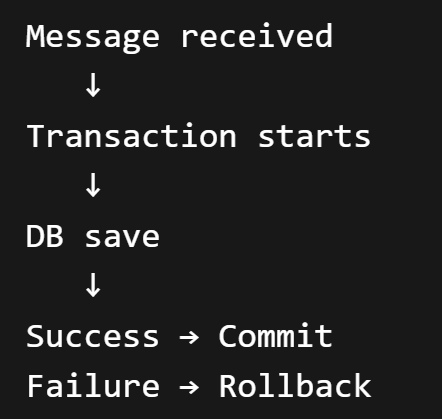 Message received
↓
Transaction starts
↓
DB save
↓
Success → Commit
Failure → Rollback